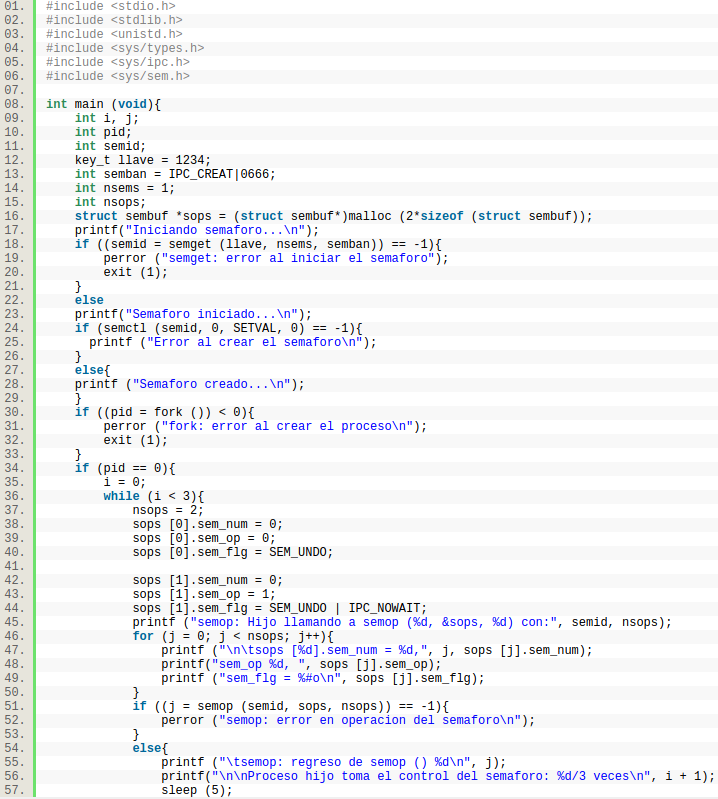 01. #include <stdio.h>
02. #include <stdlib.h>
03. #include <unistd.h>
04. #include <sys/types.h>
05. #include <sys/ipc.h>
06. #include <sys/sem.h>
07.
08. int main (void){
09.     int i, j;
10.     int pid;
11.     int semid;
12.     key_t llave = 1234;
13.     int semban = IPC_CREAT|0666;
14.     int nsems = 1;
15.     int nsops;
16.     struct sembuf *sops = (struct sembuf*)malloc (2*sizeof (struct sembuf));
17.     printf("Iniciando semaforo...\n");
18.     if ((semid = semget (llave, nsems, semban)) == -1){
19.         perror ("semget: error al iniciar el semaforo");
20.         exit (1);
21.     }
22.     else
23.     printf("Semaforo iniciado...\n");
24.     if (semctl (semid, 0, SETVAL, 0) == -1){
25.       printf ("Error al crear el semaforo\n");
26.     }
27.     else{
28.     printf ("Semaforo creado...\n");
29.     }
30.     if ((pid = fork ()) < 0){
31.         perror ("fork: error al crear el proceso\n");
32.         exit (1);
33.     }
34.     if (pid == 0){
35.         i = 0;
36.         while (i < 3){
37.             nsops = 2;
38.             sops [0].sem_num = 0;
39.             sops [0].sem_op = 0;
40.             sops [0].sem_flg = SEM_UNDO;
41.
42.             sops [1].sem_num = 0;
43.             sops [1].sem_op = 1;
44.             sops [1].sem_flg = SEM_UNDO | IPC_NOWAIT;
45.             printf ("semop: Hijo llamando a semop (%d, &sops, %d) con:", semid, nsops);
46.             for (j = 0; j < nsops; j++){
47.                 printf ("\n\tsops [%d].sem_num = %d,", j, sops [j].sem_num);
48.                 printf("sem_op %d, ", sops [j].sem_op);
49.                 printf ("sem_flg = %#o\n", sops [j].sem_flg);
50.             }
51.             if ((j = semop (semid, sops, nsops)) == -1){
52.                 perror ("semop: error en operacion del semaforo\n");
53.             }
54.             else{
55.                 printf ("\tsemop: regreso de semop () %d\n", j);
56.                 printf("\n\nProceso hijo toma el control del semaforo: %d/3 veces\n", i + 1);
57.                 sleep (5);